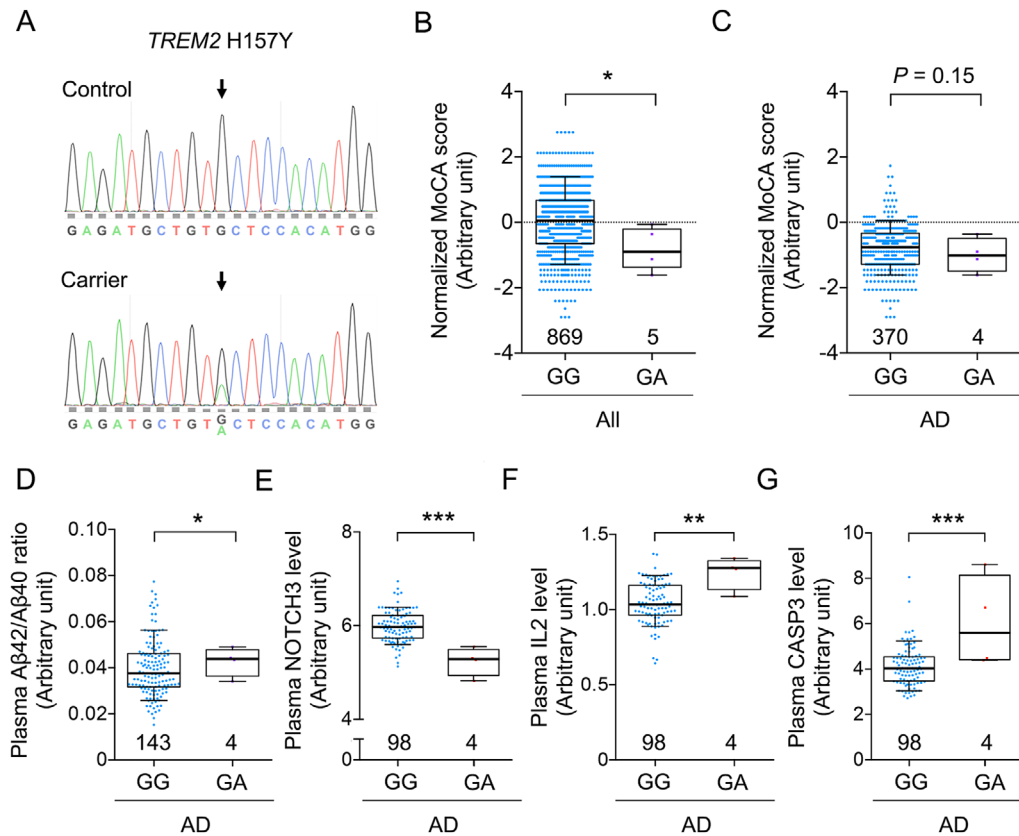 A
TREM2 H157Y
Control
GAGATGCTGTGCTCCACATGG
Carrier
GAGATGCTGTGCTCCACATGG
A
B
Normalized MoCA score
(Arbitrary unit)
4
2
0
-2
-4
*
869
5
GG
GA
All
C
Normalized MoCA score
(Arbitrary unit)
4
2
0
-2
-4
P = 0.15
370
4
GG
GA
AD
D
Plasma Aβ42/Aβ40 ratio
(Arbitrary unit)
0.10
0.08
0.06
0.04
0.02
0
*
143
4
GG
GA
AD
E
Plasma NOTCH3 level
(Arbitrary unit)
8
6
4
0
***
98
4
GG
GA
AD
F
Plasma IL2 level
(Arbitrary unit)
1.5
1.0
0.5
0
**
98
4
GG
GA
AD
G
Plasma CASP3 level
(Arbitrary unit)
10
8
6
4
2
0
***
98
4
GG
GA
AD